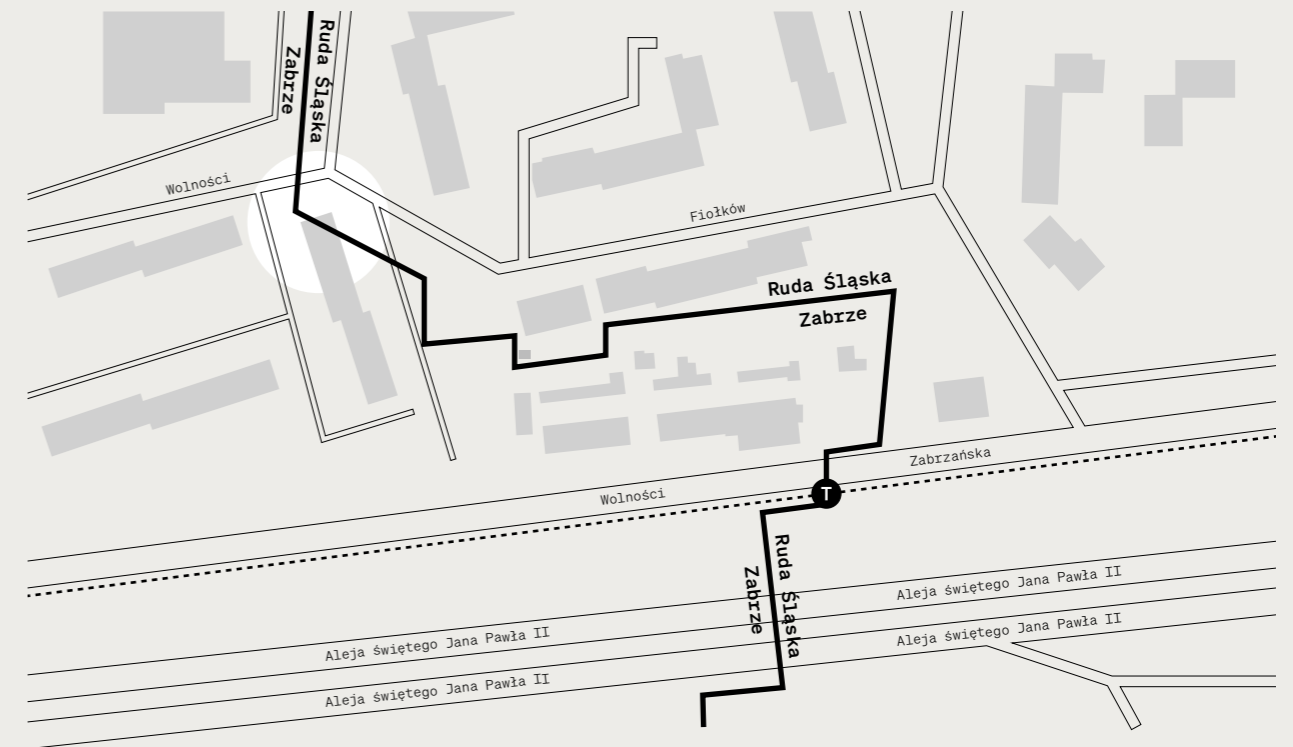 Ruda Śląska
Zabrze
Wolności
Fiołków
Ruda Śląska
Zabrze
Zabrzańska
Wolności
T
Ruda Śląska
Zabrze
Aleja świętego Jana Pawła II
Aleja świętego Jana Pawła II
Aleja świętego Jana Pawła II
Aleja świętego Jana Pawła II